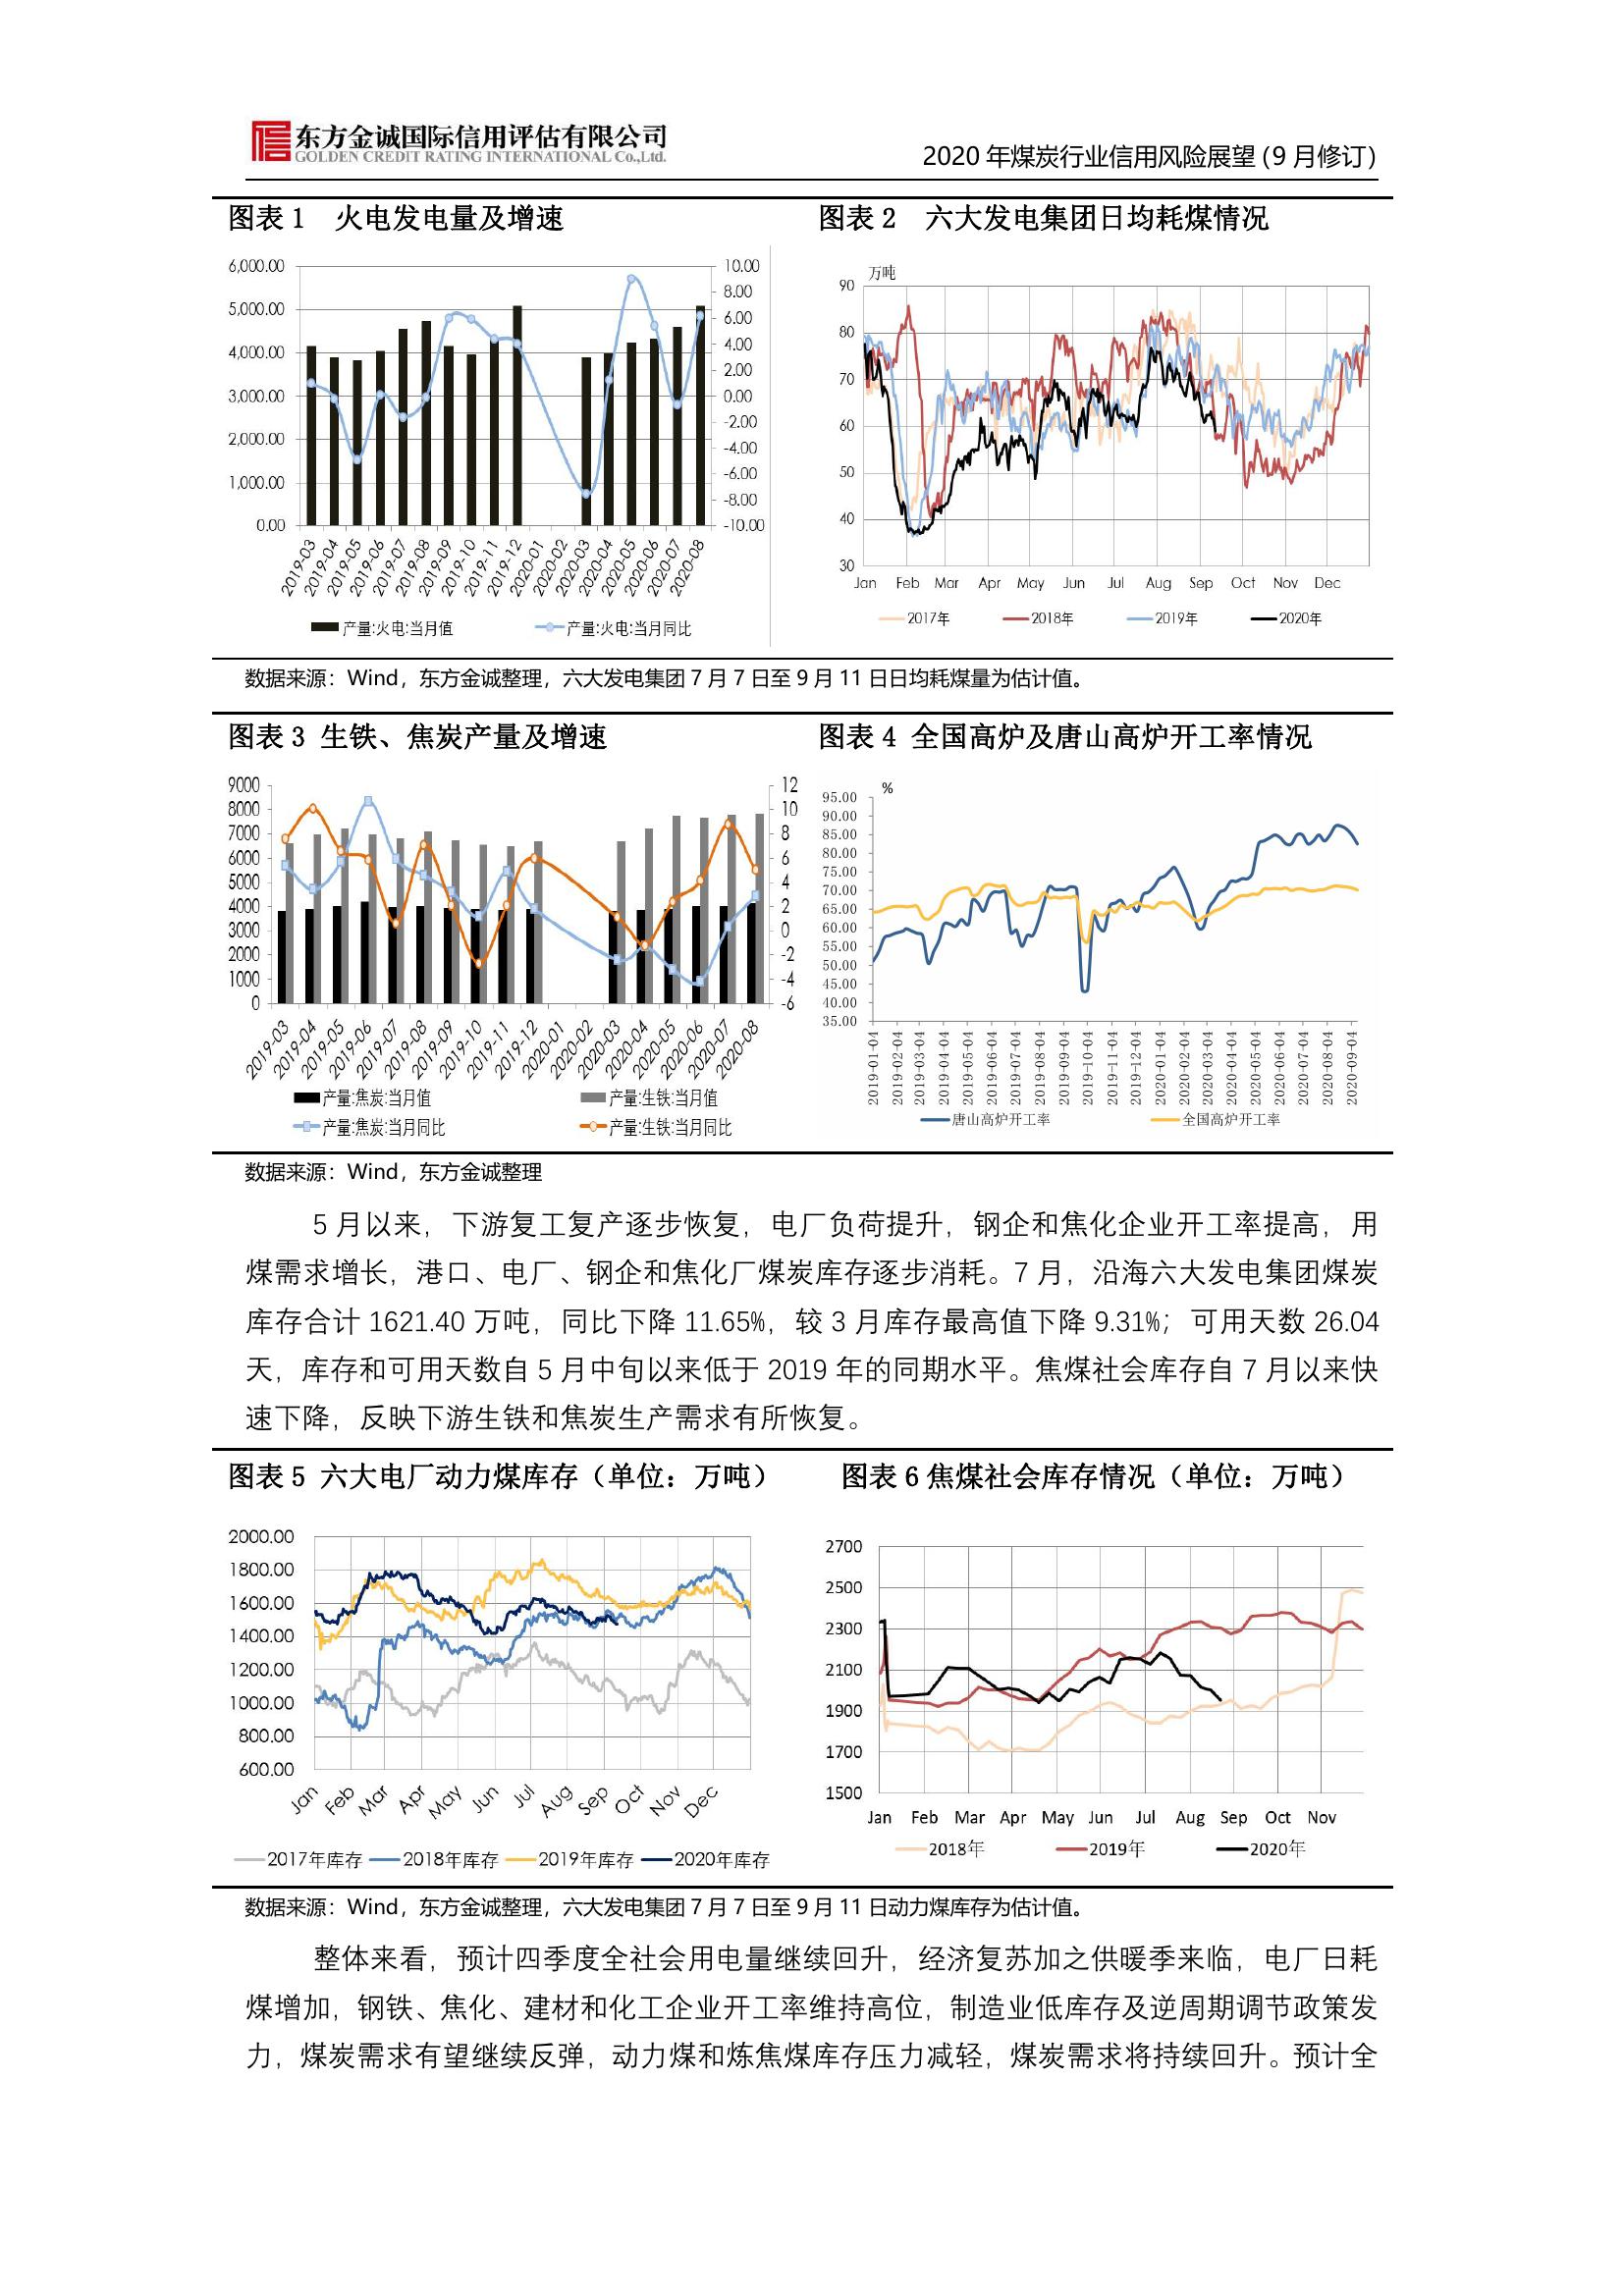 东方金诚国际信用评估有限公司
GOLDEN CREDIT RATING INTERNATIONAL Co.,Ltd.
2020 年煤炭行业信用风险展望(9 月修订)
图表 1 火电发电量及增速
图表 2 六大发电集团日均耗煤情况
6,000.00
5,000.00
4,000.00
3,000.00
2,000.00
1,000.00
0.00
10.00
8.00
6.00
4.00
2.00
0.00
-2.00
-4.00
-6.00
-8.00
-10.00
2019-03 2019-04 2019-05 2019-06 2019-07 2019-08 2019-09 2019-10 2019-11 2019-12 2020-01 2020-02 2020-03 2020-04 2020-05 2020-06 2020-07 2020-08
产量:火电:当月值 产量:火电:当月同比
万吨
90
80
70
60
50
40
30
Jan Feb Mar Apr May Jun Jul Aug Sep Oct Nov Dec
2017年 2018年 2019年 2020年
数据来源：Wind，东方金诚整理，六大发电集团 7 月 7 日至 9 月 11 日日均耗煤量为估计值。
图表 3 生铁、焦炭产量及增速
图表 4 全国高炉及唐山高炉开工率情况
9000
8000
7000
6000
5000
4000
3000
2000
1000
0
12
10
8
6
4
2
0
-2
-4
-6
2019-03 2019-04 2019-05 2019-06 2019-07 2019-08 2019-09 2019-10 2019-11 2019-12 2020-01 2020-02 2020-03 2020-04 2020-05 2020-06 2020-07 2020-08
产量:焦炭:当月值 产量:生铁:当月值
产量:焦炭:当月同比 产量:生铁:当月同比
%
95.00
90.00
85.00
80.00
75.00
70.00
65.00
60.00
55.00
50.00
45.00
40.00
35.00
2019-01-04 2019-02-04 2019-03-04 2019-04-04 2019-05-04 2019-06-04 2019-07-04 2019-08-04 2019-09-04 2019-10-04 2019-11-04 2019-12-04 2020-01-04 2020-02-04 2020-03-04 2020-04-04 2020-05-04 2020-06-04 2020-07-04 2020-08-04 2020-09-04
唐山高炉开工率 全国高炉开工率
数据来源：Wind，东方金诚整理
5 月以来，下游复工复产逐步恢复，电厂负荷提升，钢企和焦化企业开工率提高，用
煤需求增长，港口、电厂、钢企和焦化厂煤炭库存逐步消耗。7 月，沿海六大发电集团煤炭
库存合计 1621.40 万吨，同比下降 11.65%，较 3 月库存最高值下降 9.31%；可用天数 26.04
天，库存和可用天数自 5 月中旬以来低于 2019 年的同期水平。焦煤社会库存自 7 月以来快
速下降，反映下游生铁和焦炭生产需求有所恢复。
图表 5 六大电厂动力煤库存（单位：万吨）
图表 6 焦煤社会库存情况（单位：万吨）
2000.00
1800.00
1600.00
1400.00
1200.00
1000.00
800.00
600.00
Jan Feb Mar Apr May Jun Jul Aug Sep Oct Nov Dec
2017年库存 2018年库存 2019年库存 2020年库存
2700
2500
2300
2100
1900
1700
1500
Jan Feb Mar Apr May Jun Jul Aug Sep Oct Nov
2018年 2019年 2020年
数据来源：Wind，东方金诚整理，六大发电集团 7 月 7 日至 9 月 11 日动力煤库存为估计值。
整体来看，预计四季度全社会用电量继续回升，经济复苏加之供暖季来临，电厂日耗
煤增加，钢铁、焦化、建材和化工企业开工率维持高位，制造业低库存及逆周期调节政策发
力，煤炭需求有望继续反弹，动力煤和炼焦煤库存压力减轻，煤炭需求将持续回升。预计全